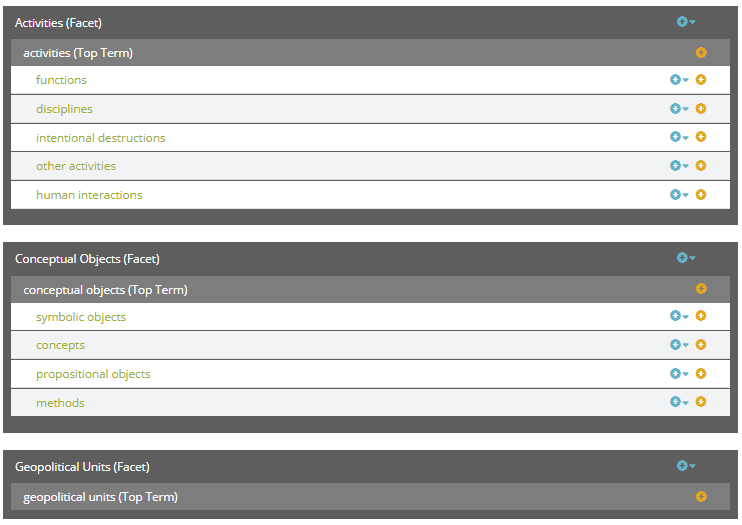 Activities (Facet)
activities (Top Term)
functions
disciplines
intentional destructions
other activities
human interactions
Conceptual Objects (Facet)
conceptual objects (Top Term)
symbolic objects
concepts
propositional objects
methods
Geopolitical Units (Facet)
geopolitical units (Top Term)